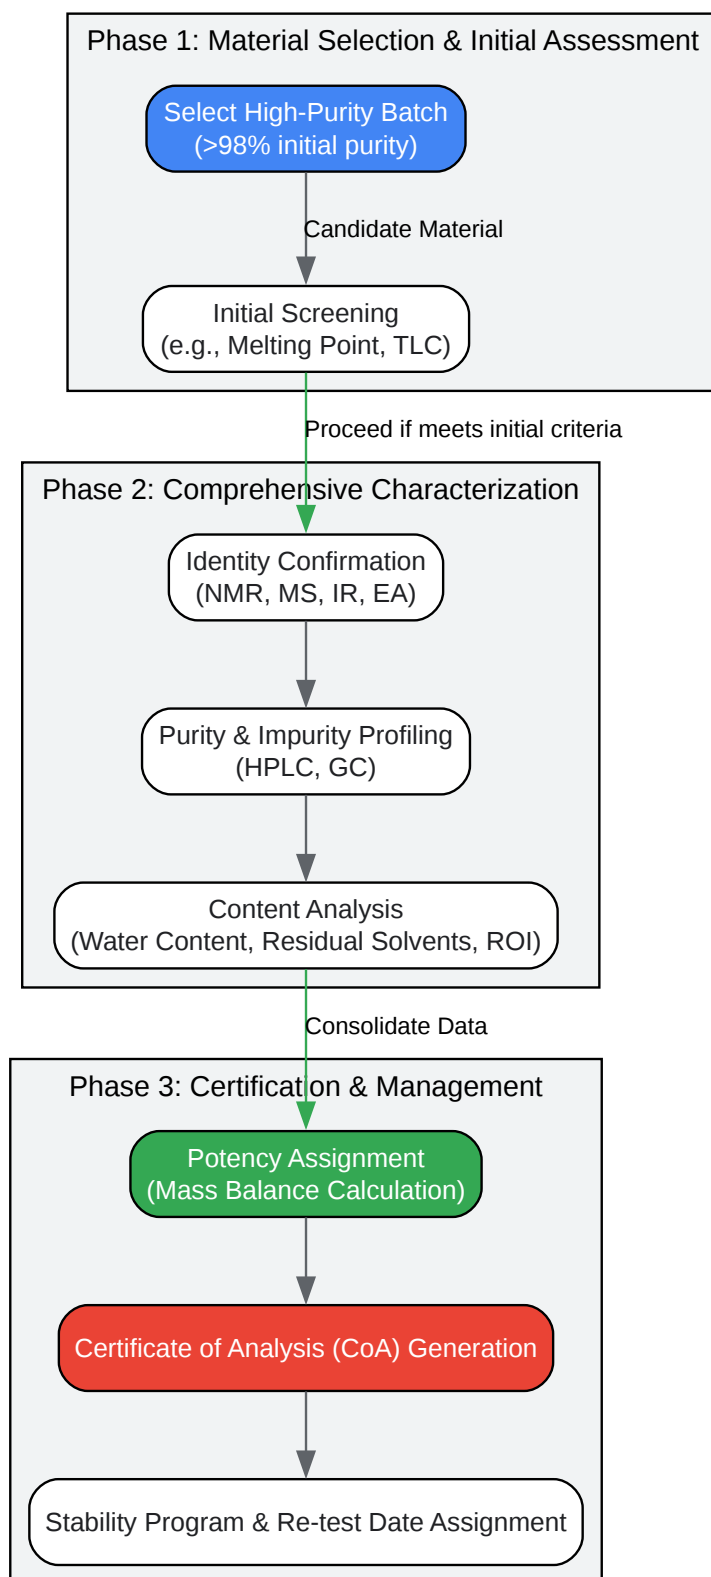 Phase 1: Material Selection & Initial Assessment
Select High-Purity Batch
(>98% initial purity)
Candidate Material
Initial Screening
(e.g., Melting Point, TLC)
Proceed if meets initial criteria
Phase 2: Comprehensive Characterization
Identity Confirmation
(NMR, MS, IR, EA)
Purity & Impurity Profiling
(HPLC, GC)
Content Analysis
(Water Content, Residual Solvents, ROI)
Consolidate Data
Phase 3: Certification & Management
Potency Assignment
(Mass Balance Calculation)
Certificate of Analysis (CoA) Generation
Stability Program & Re-test Date Assignment